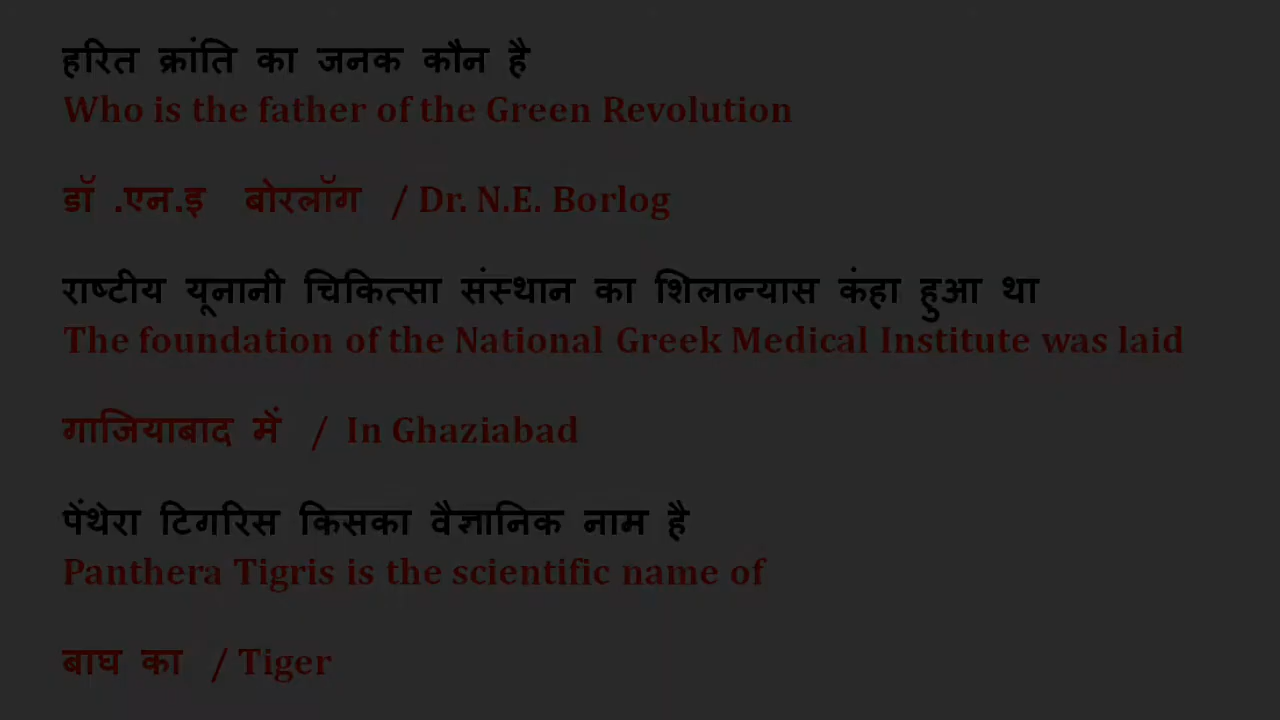 हरित क्रांति का जनक कौन है
Who is the father of the Green Revolution
डॉ .एन.इ बोरलॉग / Dr. N.E. Borlog
राष्टीय यूनानी चिकित्सा संस्थान का शिलान्यास कंहा हुआ था
The foundation of the National Greek Medical Institute was laid
गाजियाबाद में / In Ghaziabad
पेंथेरा टिगरिस किसका वैज्ञानिक नाम है
Panthera Tigris is the scientific name of
बाघ का / Tiger